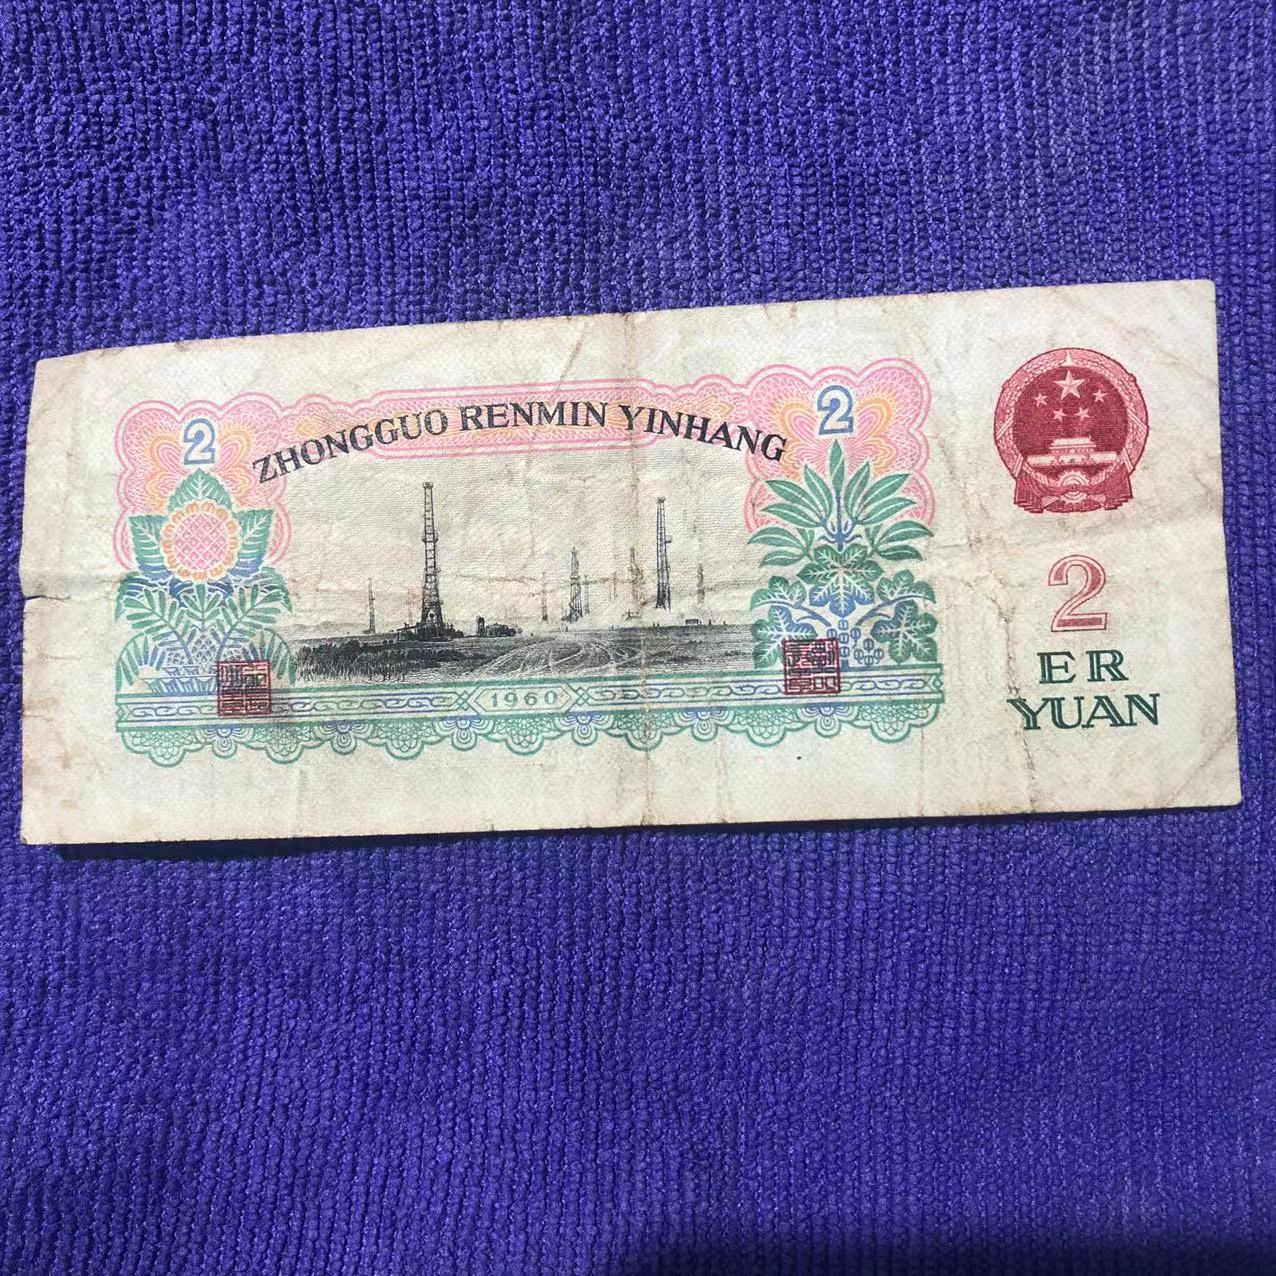 2
2
ZHONGGUO RENMIN YINHANG
1960
2
ER
YUAN